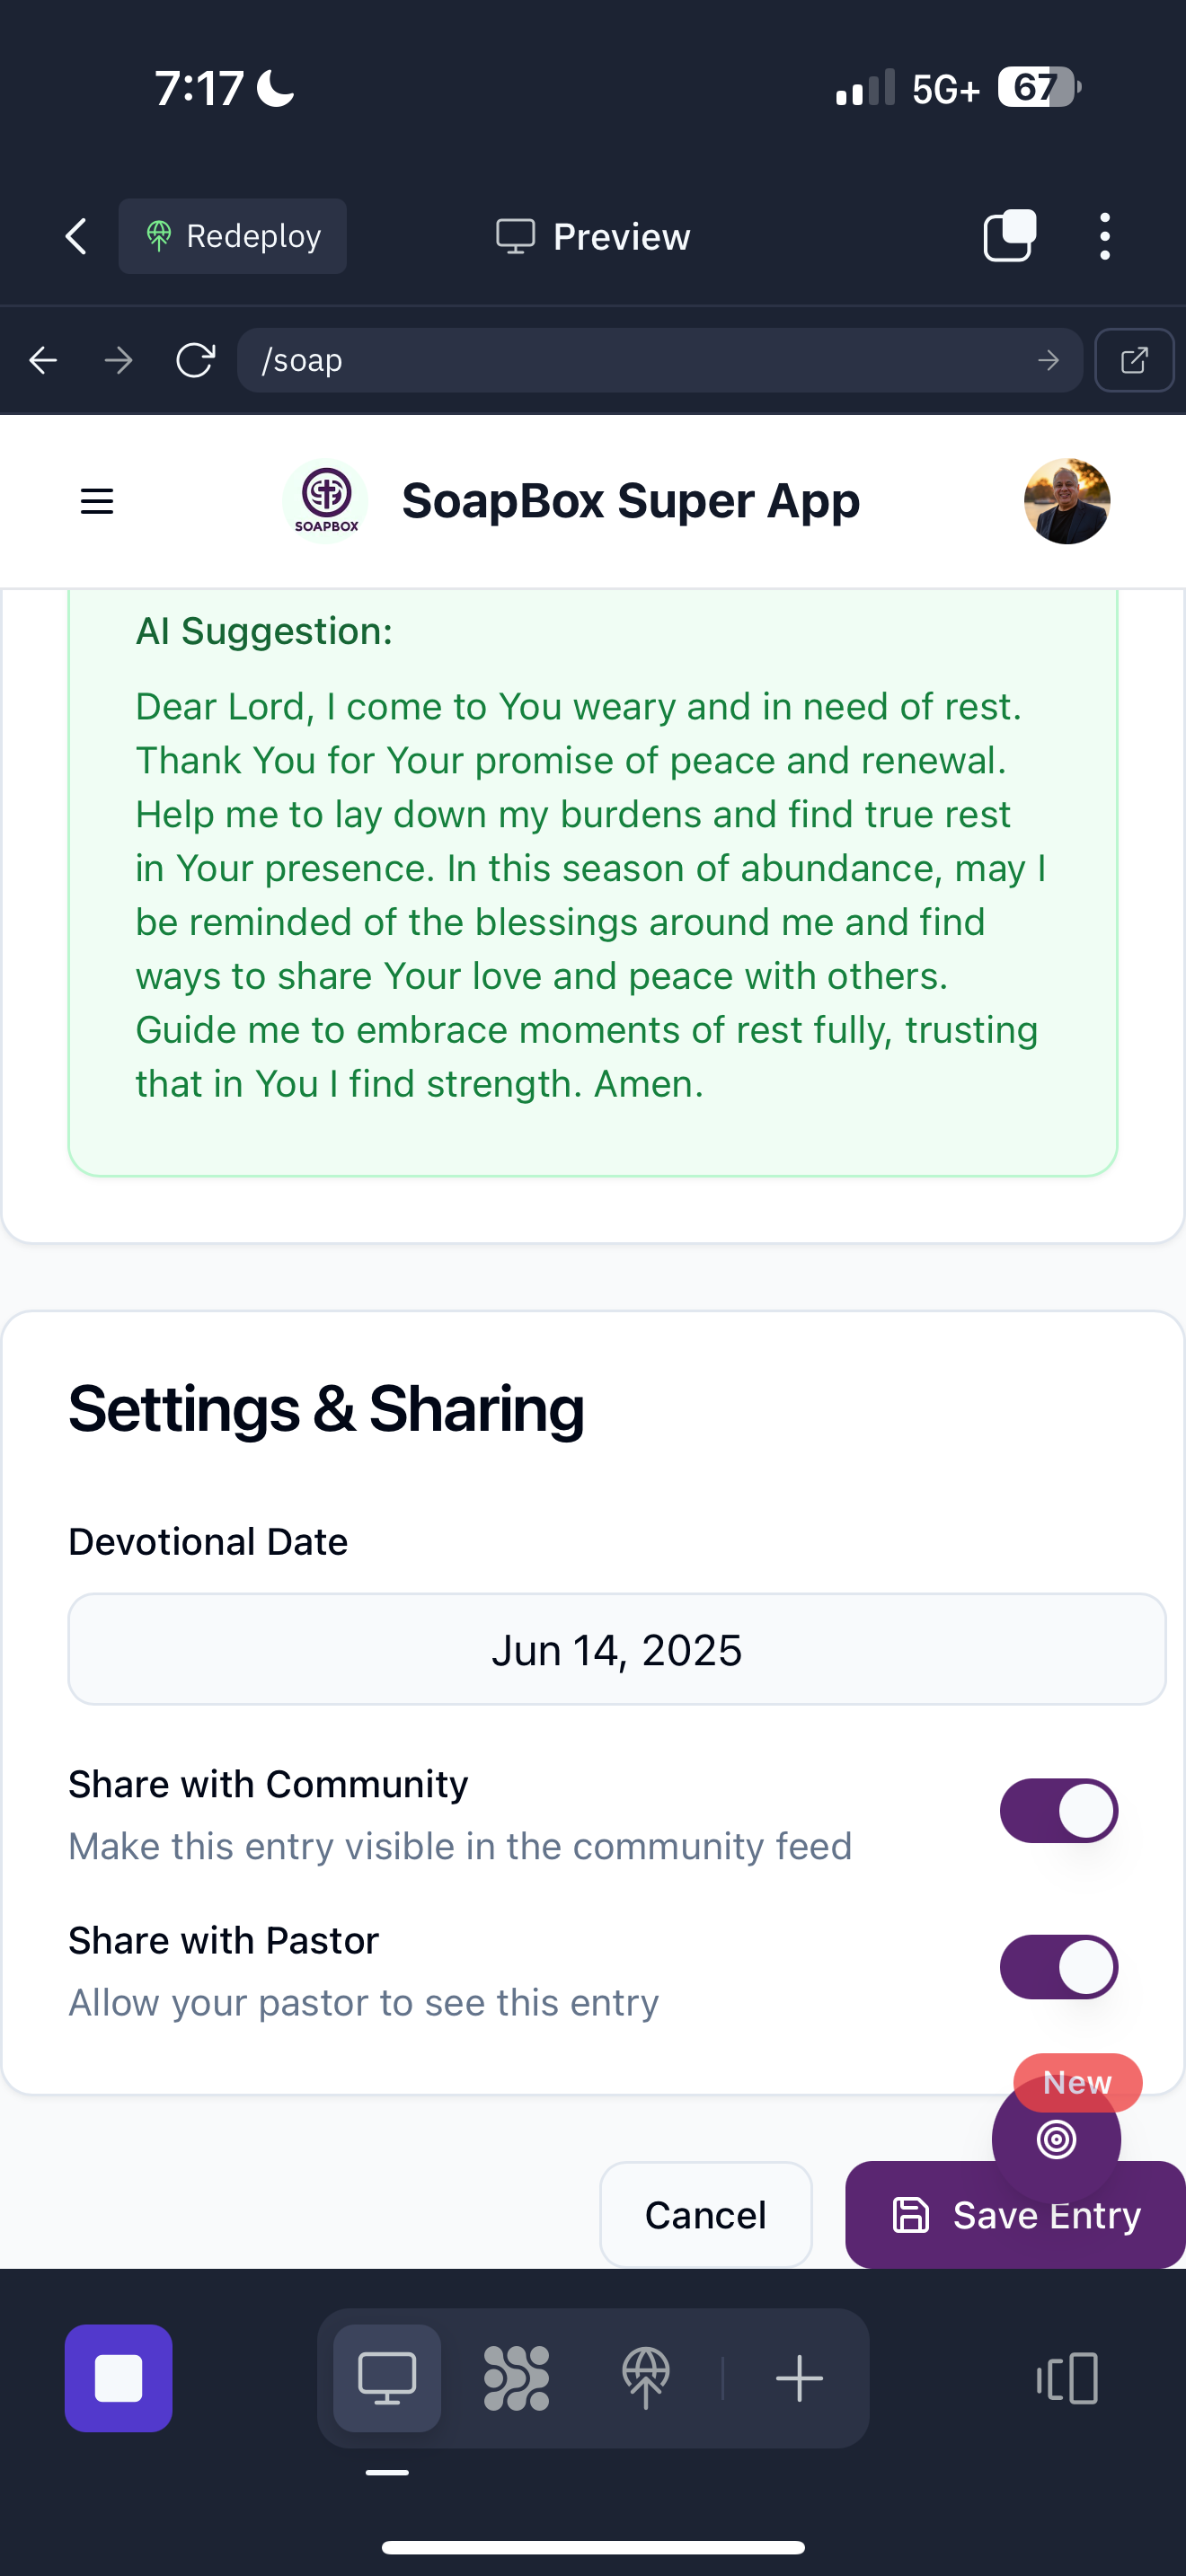 7:17
5G+
67
Redeploy
Preview
/soap
SOAPBOX
SoapBox Super App
AI Suggestion:
Dear Lord, I come to You weary and in need of rest.
Thank You for Your promise of peace and renewal.
Help me to lay down my burdens and find true rest
in Your presence. In this season of abundance, may I
be reminded of the blessings around me and find
ways to share Your love and peace with others.
Guide me to embrace moments of rest fully, trusting
that in You I find strength. Amen.
Settings & Sharing
Devotional Date
Jun 14, 2025
Share with Community
Make this entry visible in the community feed
Share with Pastor
Allow your pastor to see this entry
New
Cancel
Save Entry